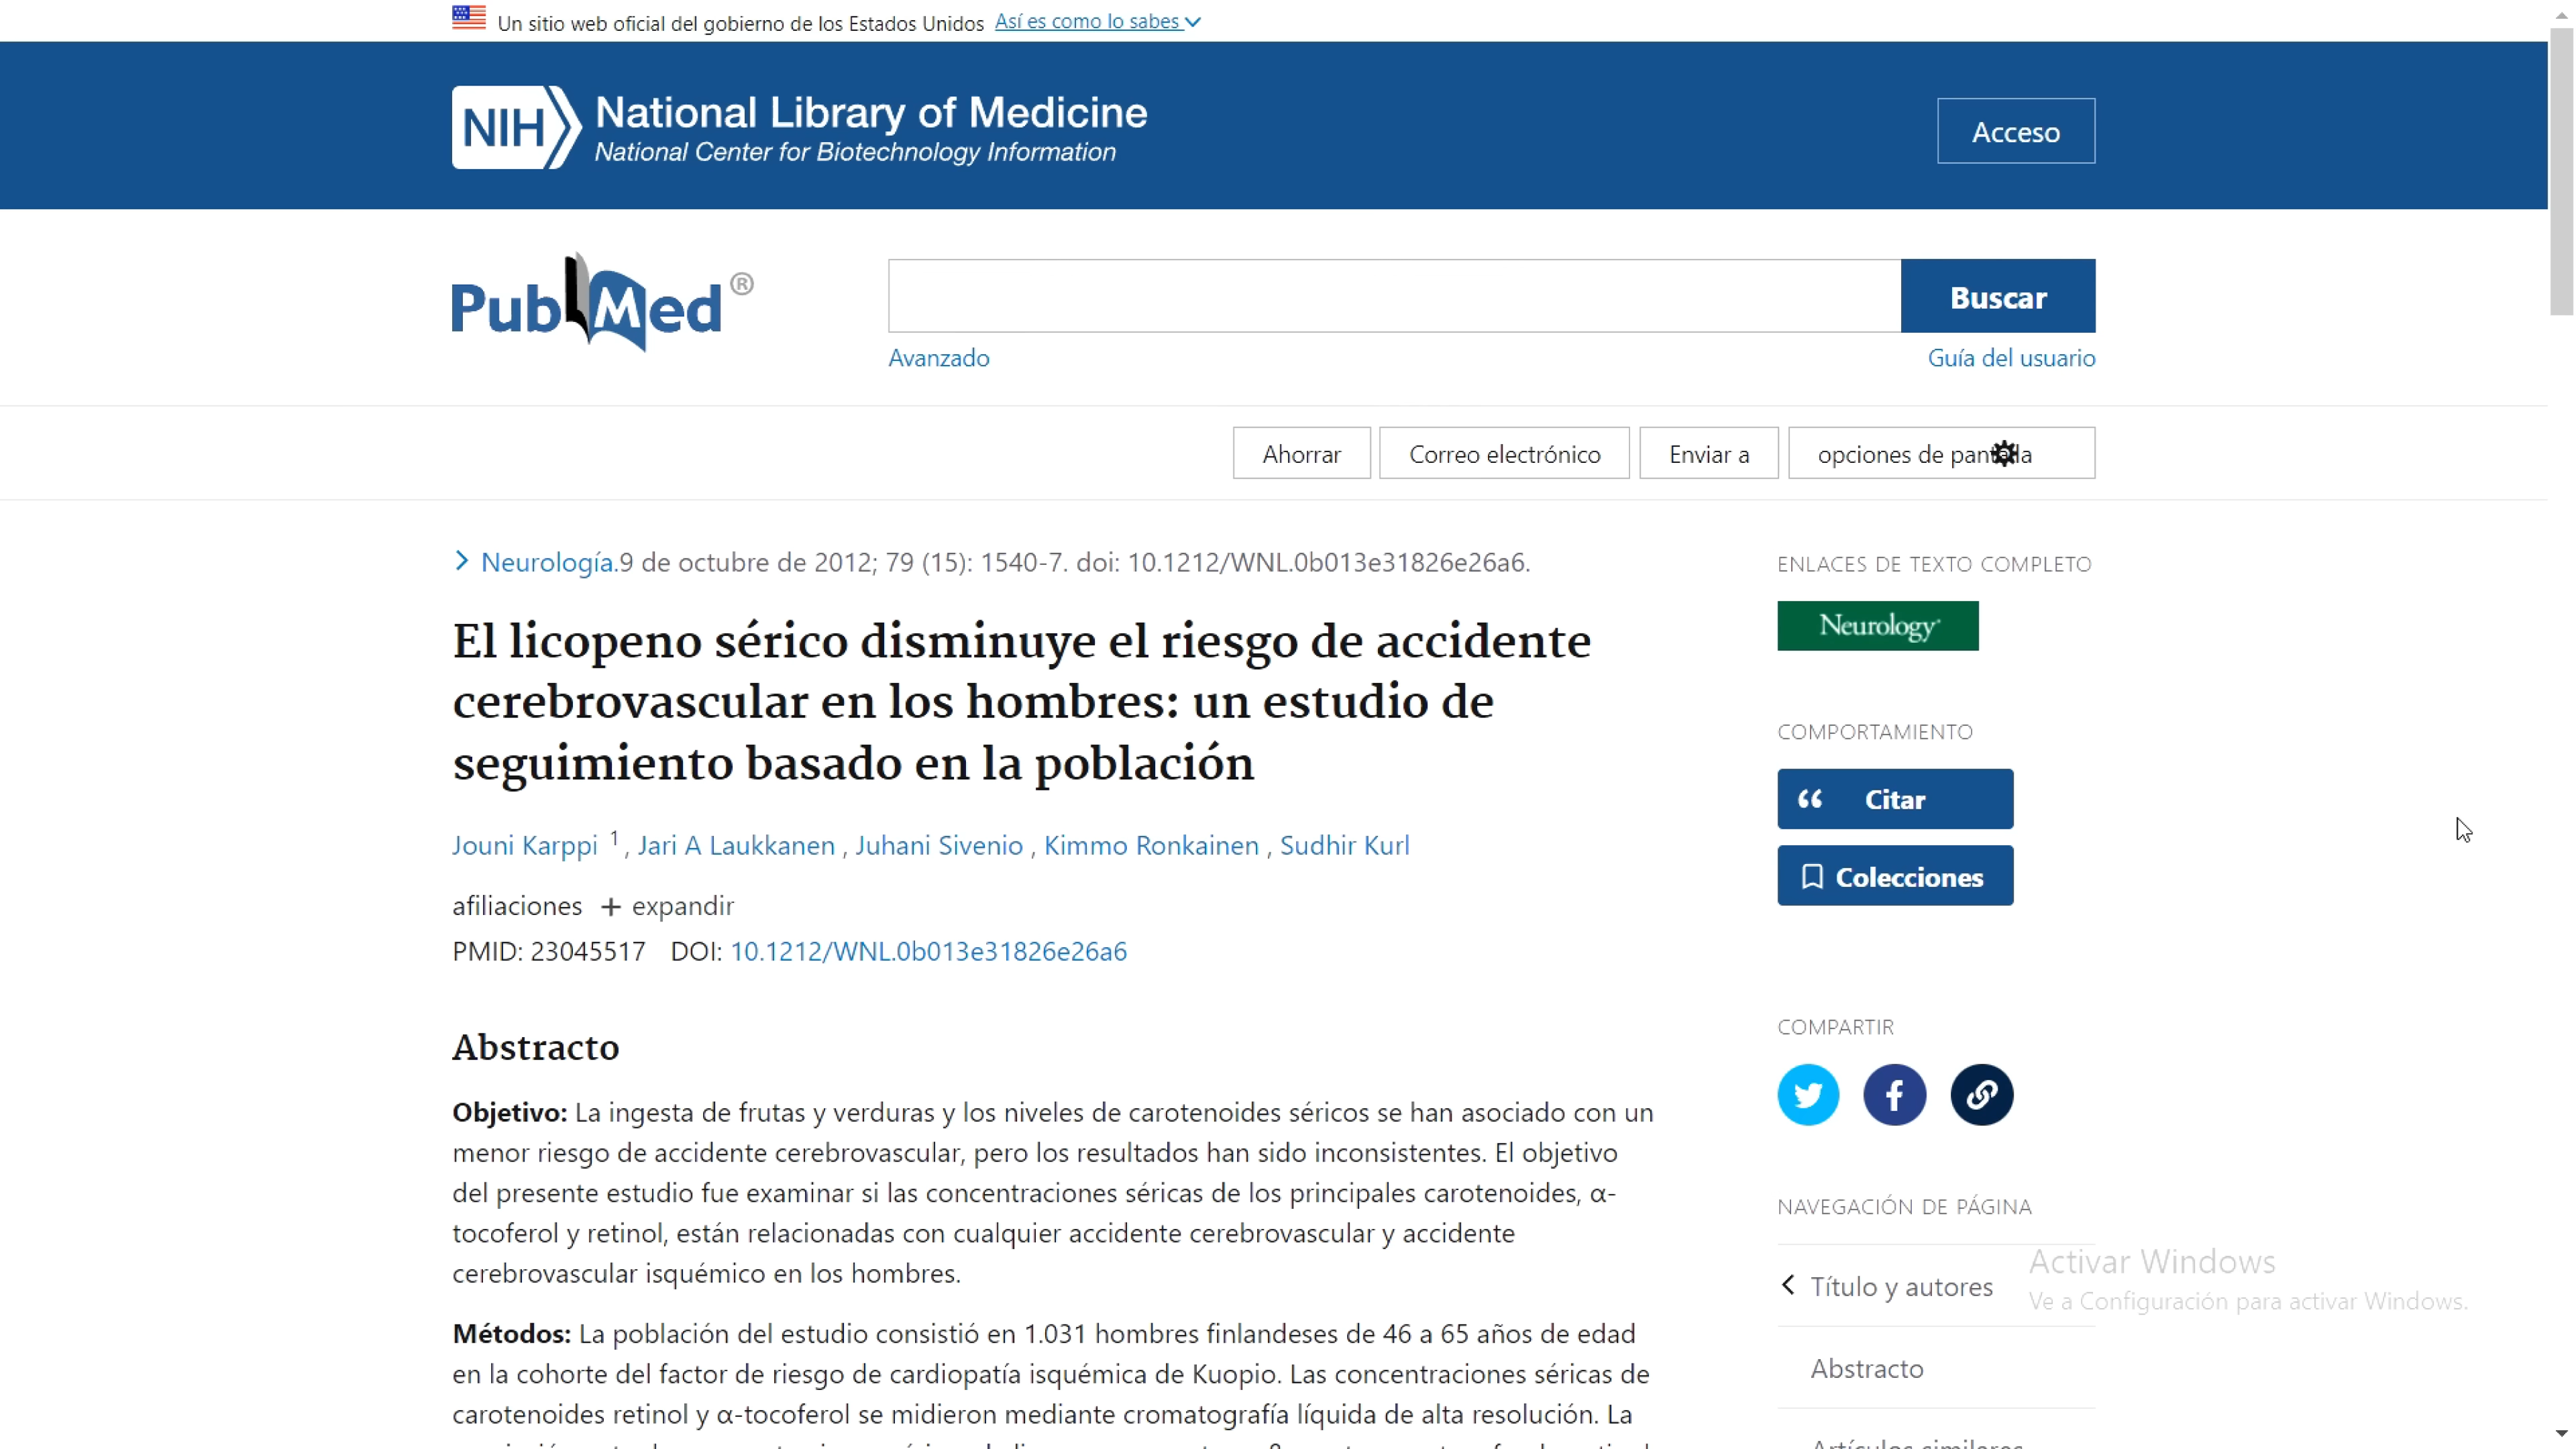 Un sitio web oficial del gobierno de los Estados Unidos Así es como lo sabes
NIH National Library of Medicine
National Center for Biotechnology Information
Acceso
PubMed ®
Buscar
Avanzado
Guía del usuario
Ahorrar
Correo electrónico
Enviar a
opciones de pantalla
Neurología.9 de octubre de 2012; 79 (15): 1540-7. doi: 10.1212/WNL.0b013e31826e26a6.
El licopeno sérico disminuye el riesgo de accidente
cerebrovascular en los hombres: un estudio de
seguimiento basado en la población
Jouni Karppi 1 , Jari A Laukkanen , Juhani Sivenio , Kimmo Ronkainen , Sudhir Kurl
afiliaciones + expandir
PMID: 23045517 DOI: 10.1212/WNL.0b013e31826e26a6
Abstracto
Objetivo: La ingesta de frutas y verduras y los niveles de carotenoides séricos se han asociado con un
menor riesgo de accidente cerebrovascular, pero los resultados han sido inconsistentes. El objetivo
del presente estudio fue examinar si las concentraciones séricas de los principales carotenoides, α-
tocoferol y retinol, están relacionadas con cualquier accidente cerebrovascular y accidente
cerebrovascular isquémico en los hombres.
Métodos: La población del estudio consistió en 1.031 hombres finlandeses de 46 a 65 años de edad
en la cohorte del factor de riesgo de cardiopatía isquémica de Kuopio. Las concentraciones séricas de
carotenoides retinol y α-tocoferol se midieron mediante cromatografía líquida de alta resolución. La
ENLACES DE TEXTO COMPLETO
Neurology
COMPORTAMIENTO
Citar
Colecciones
COMPARTIR
NAVEGACIÓN DE PÁGINA
Título y autores
Abstracto
Artículos similares
Activar Windows
Ve a Configuración para activar Windows.